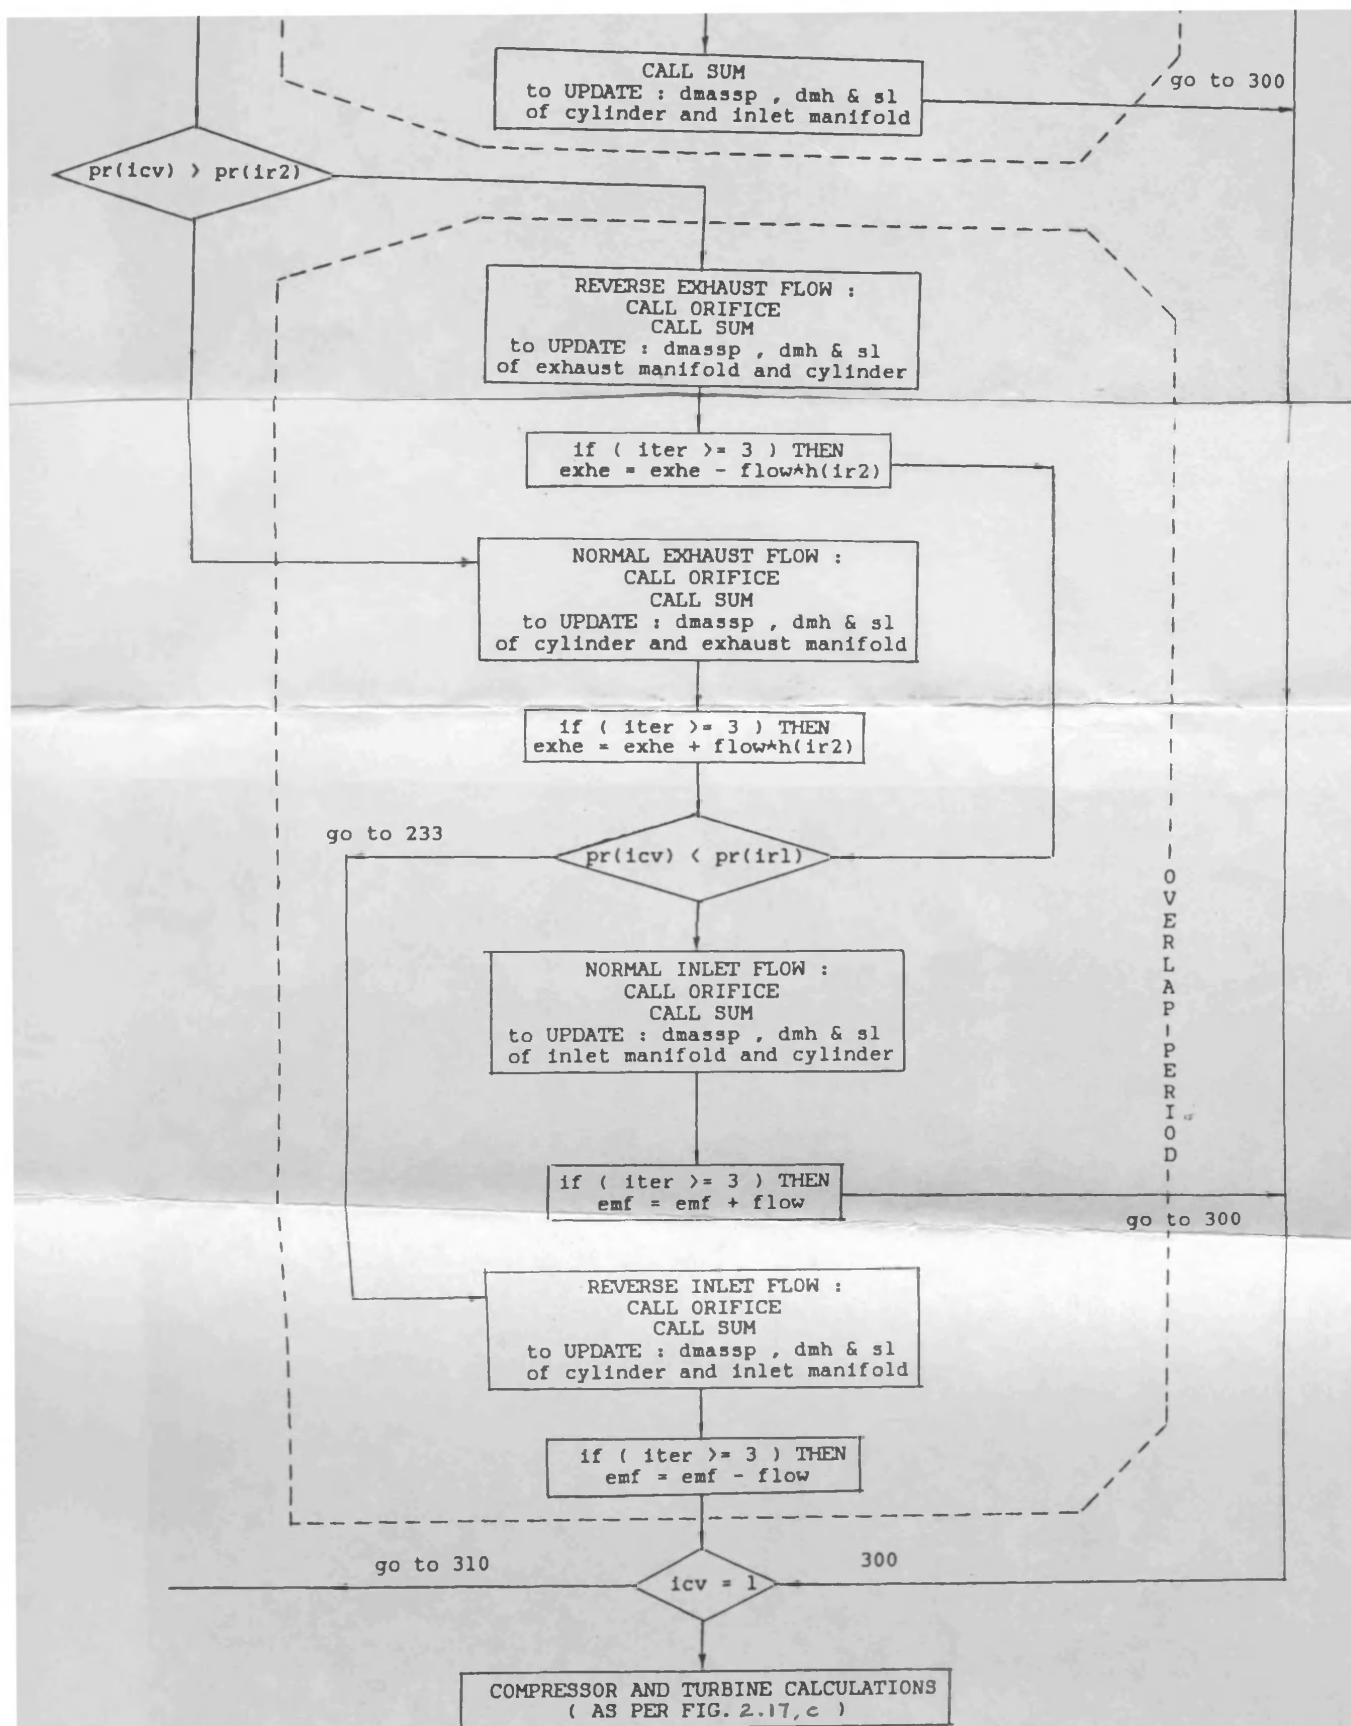 CALL SUM
to UPDATE : dmassp , dmh & sl
of cylinder and inlet manifold
go to 300
pr(icv) > pr(ir2)
REVERSE EXHAUST FLOW :
CALL ORIFICE
CALL SUM
to UPDATE : dmassp , dmh & sl
of exhaust manifold and cylinder
if ( iter >= 3 ) THEN
exhe = exhe - flow*h(ir2)
NORMAL EXHAUST FLOW :
CALL ORIFICE
CALL SUM
to UPDATE : dmassp , dmh & sl
of cylinder and exhaust manifold
if ( iter >= 3 ) THEN
exhe = exhe + flow*h(ir2)
go to 233
pr(icv) < pr(ir1)
OVERLAP PERIOD
NORMAL INLET FLOW :
CALL ORIFICE
CALL SUM
to UPDATE : dmassp , dmh & sl
of inlet manifold and cylinder
if ( iter >= 3 ) THEN
emf = emf + flow
go to 300
REVERSE INLET FLOW :
CALL ORIFICE
CALL SUM
to UPDATE : dmassp , dmh & sl
of cylinder and inlet manifold
if ( iter >= 3 ) THEN
emf = emf - flow
go to 310
300
icv = 1
COMPRESSOR AND TURBINE CALCULATIONS
( AS PER FIG. 2.17,c )